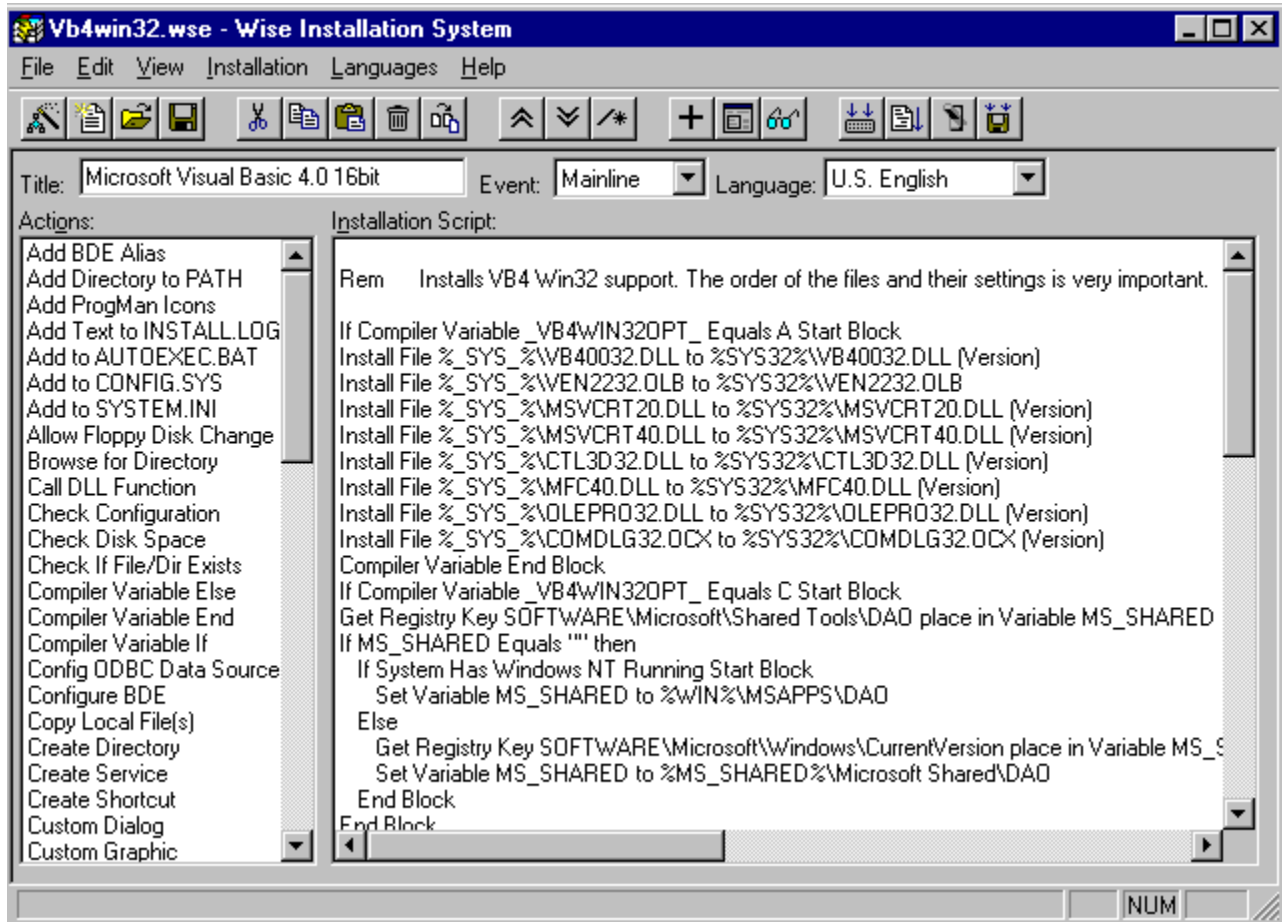 Vb4win32.wse - Wise Installation System
File Edit View Installation Languages Help
Title: Microsoft Visual Basic 4.0 16bit Event: Mainline Language: U.S. English
Actions:
Add BDE Alias
Add Directory to PATH
Add ProgMan Icons
Add Text to INSTALL.LOG
Add to AUTOEXEC.BAT
Add to CONFIG.SYS
Add to SYSTEM.INI
Allow Floppy Disk Change
Browse for Directory
Call DLL Function
Check Configuration
Check Disk Space
Check If File/Dir Exists
Compiler Variable Else
Compiler Variable End
Compiler Variable If
Config ODBC Data Source
Configure BDE
Copy Local File(s)
Create Directory
Create Service
Create Shortcut
Custom Dialog
Custom Graphic
Installation Script:
Rem Installs VB4 Win32 support. The order of the files and their settings is very important.
If Compiler Variable _VB4WIN32OPT_ Equals A Start Block
Install File %_SYS_%\VB40032.DLL to %SYS32%\VB40032.DLL (Version)
Install File %_SYS_%\VEN2232.OLB to %SYS32%\VEN2232.OLB
Install File %_SYS_%\MSVCRT20.DLL to %SYS32%\MSVCRT20.DLL (Version)
Install File %_SYS_%\MSVCRT40.DLL to %SYS32%\MSVCRT40.DLL (Version)
Install File %_SYS_%\CTL3D32.DLL to %SYS32%\CTL3D32.DLL (Version)
Install File %_SYS_%\MFC40.DLL to %SYS32%\MFC40.DLL (Version)
Install File %_SYS_%\OLEPRO32.DLL to %SYS32%\OLEPRO32.DLL (Version)
Install File %_SYS_%\COMDLG32.OCX to %SYS32%\COMDLG32.OCX (Version)
Compiler Variable End Block
If Compiler Variable _VB4WIN32OPT_ Equals C Start Block
Get Registry Key SOFTWARE\Microsoft\Shared Tools\DAO place in Variable MS_SHARED
If MS_SHARED Equals "" then
If System Has Windows NT Running Start Block
Set Variable MS_SHARED to %WIN%\MSAPPS\DAO
Else
Get Registry Key SOFTWARE\Microsoft\Windows\CurrentVersion place in Variable MS_S
Set Variable MS_SHARED to %MS_SHARED%\Microsoft Shared\DAO
End Block
End Block
NUM